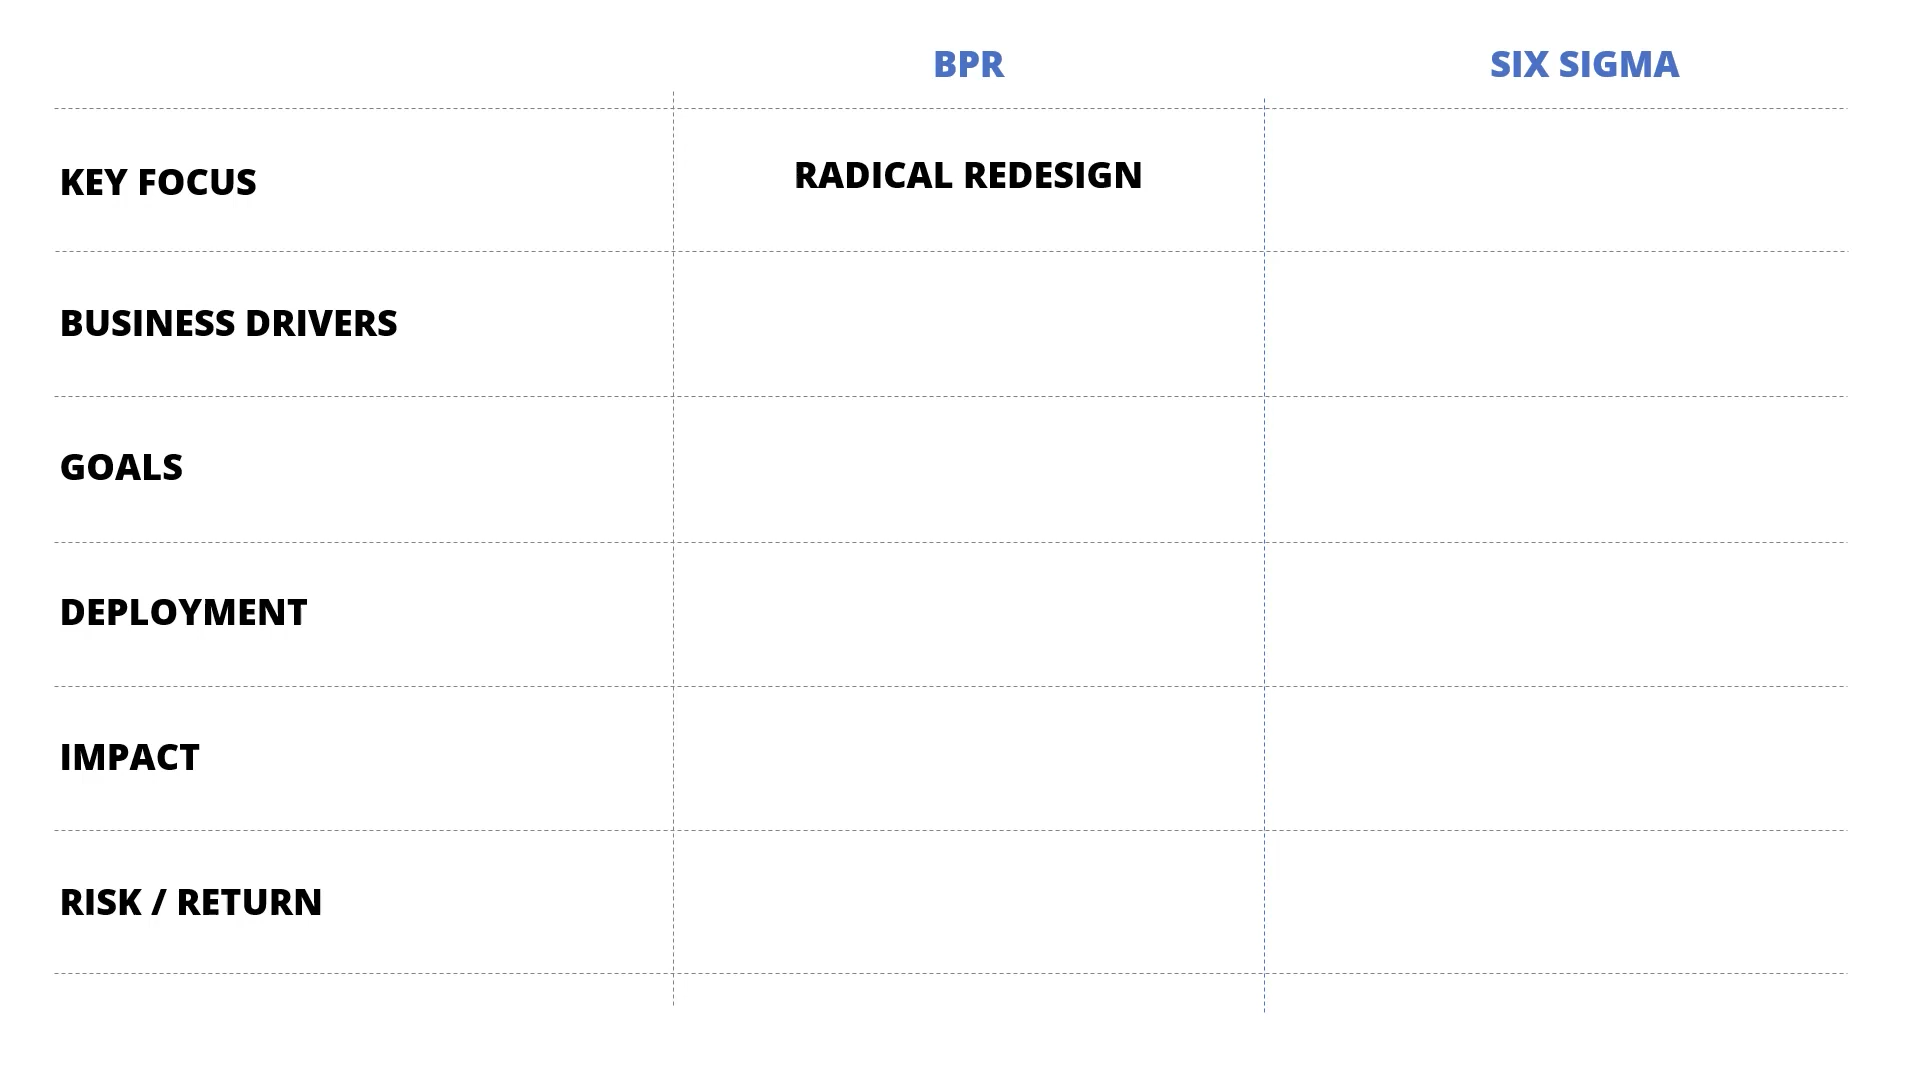 BPR
SIX SIGMA
KEY FOCUS
RADICAL REDESIGN
BUSINESS DRIVERS
GOALS
DEPLOYMENT
IMPACT
RISK / RETURN